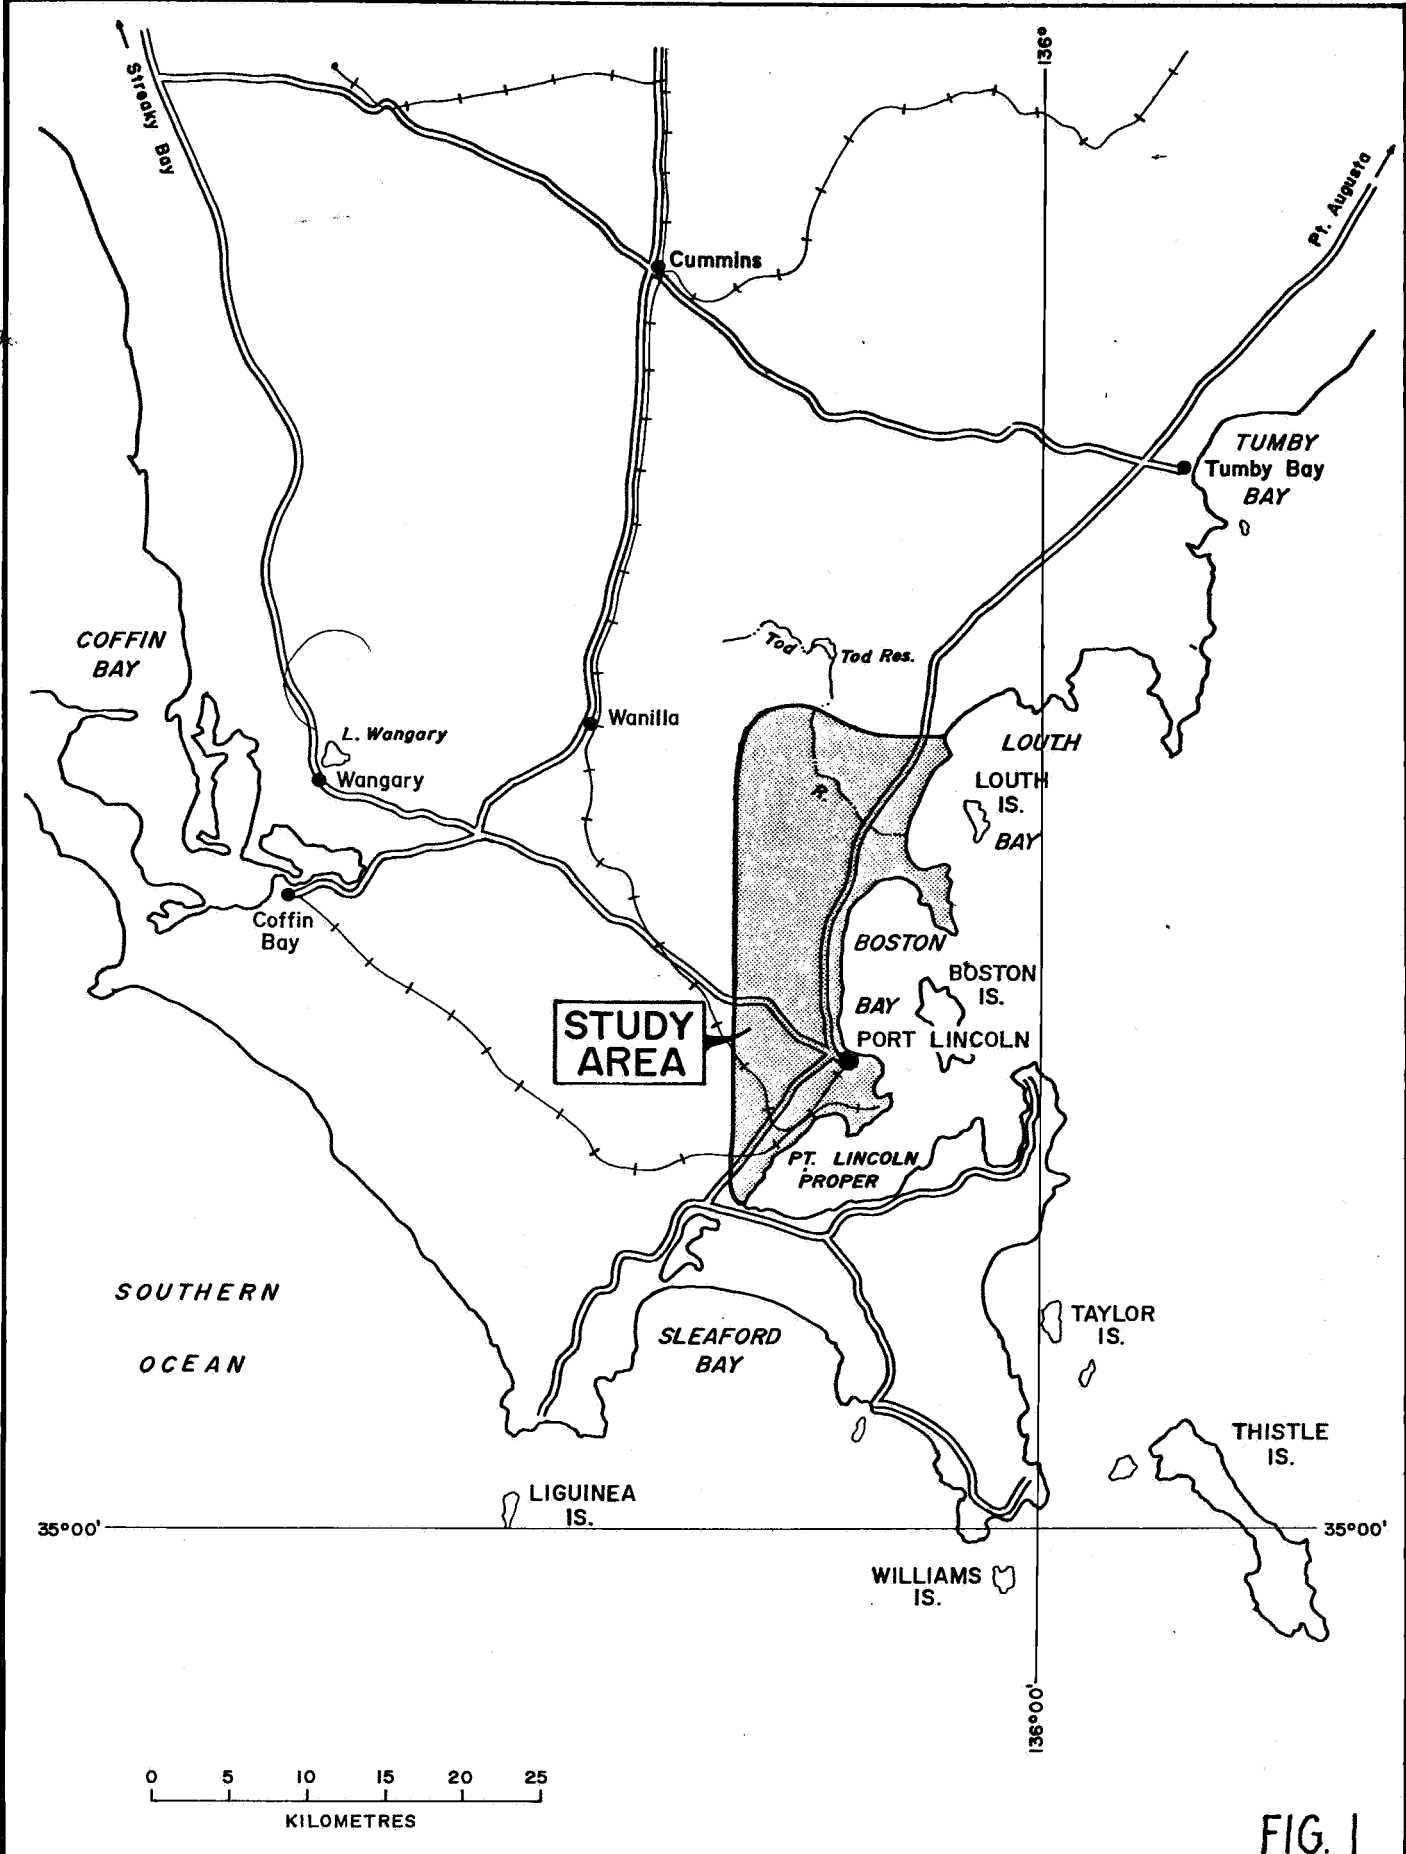 136°
Streaky Bay
Pt. Augusta
Cummins
TUMBY
Tumby Bay
BAY
COFFIN
BAY
Tod
Tod Res.
L. Wangary
Wanilla
Wangary
LOUTH
LOUTH
IS.
BAY
R.
Coffin
Bay
BOSTON
BOSTON
IS.
BAY
STUDY
AREA
PORT LINCOLN
PT. LINCOLN
PROPER
SOUTHERN
OCEAN
SLEAFORD
BAY
TAYLOR
IS.
THISTLE
IS.
LIGUINEA
IS.
35°00'
35°00'
WILLIAMS
IS.
136°00'
0 5 10 15 20 25
KILOMETRES
FIG. 1